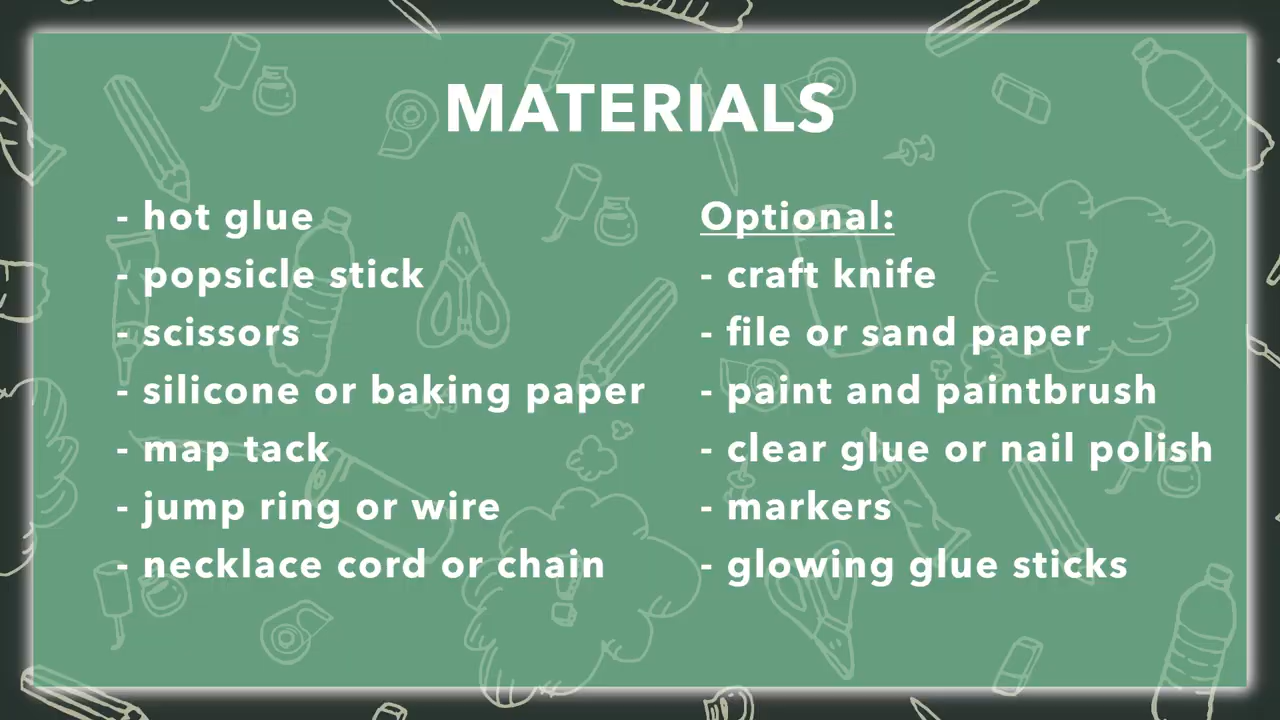 MATERIALS
- hot glue
- popsicle stick
- scissors
- silicone or baking paper
- map tack
- jump ring or wire
- necklace cord or chain
Optional:
- craft knife
- file or sand paper
- paint and paintbrush
- clear glue or nail polish
- markers
- glowing glue sticks